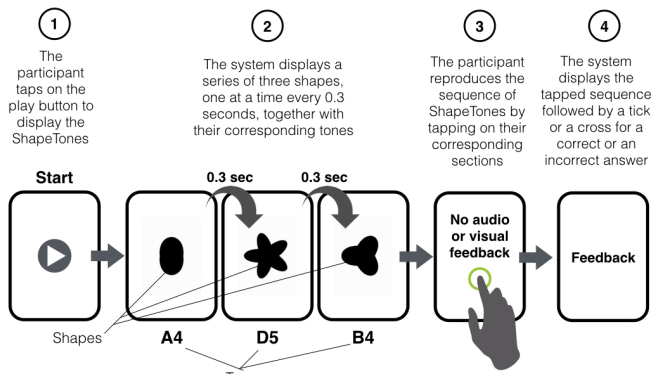 1
The
participant
taps on the
play button to
display the
ShapeTones
2
The system displays a
series of three shapes,
one at a time every 0.3
seconds, together with
their corresponding tones
3
The participant
reproduces the
sequence of
ShapeTones by
tapping on their
corresponding
sections
4
The system
displays the
tapped sequence
followed by a tick
or a cross for a
correct or an
incorrect answer
Start
0.3 sec
0.3 sec
No audio
or visual
feedback
Feedback
Shapes
A4
D5
B4